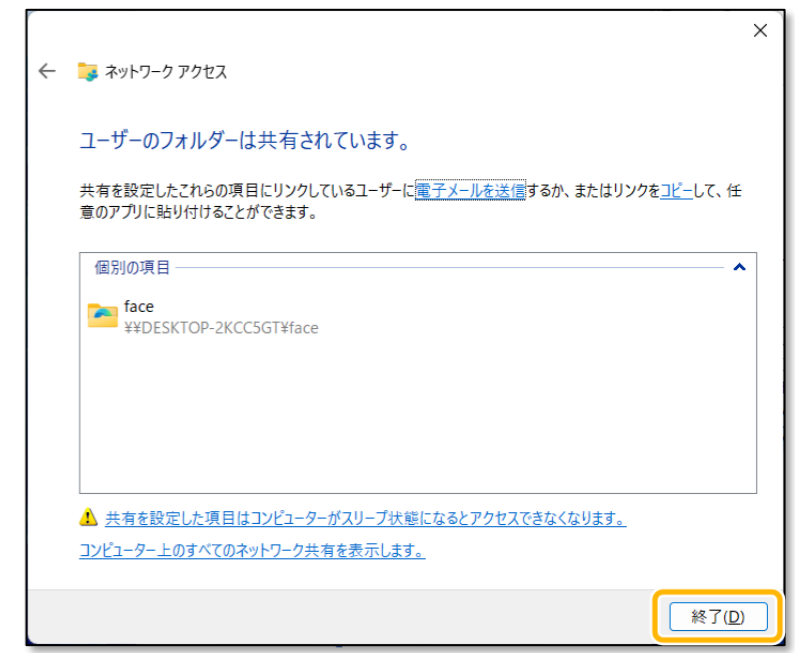 ネットワーク アクセス
ユーザーのフォルダーは共有されています。
共有を設定したこれらの項目にリンクしているユーザーに電子メールを送信するか、またはリンクをコピーして、任
意のアプリに貼り付けることができます。
個別の項目
face
¥¥DESKTOP-2KCC5GT¥face
共有を設定した項目はコンピューターがスリープ状態になるとアクセスできなくなります。
コンピューター上のすべてのネットワーク共有を表示します。
終了(D)